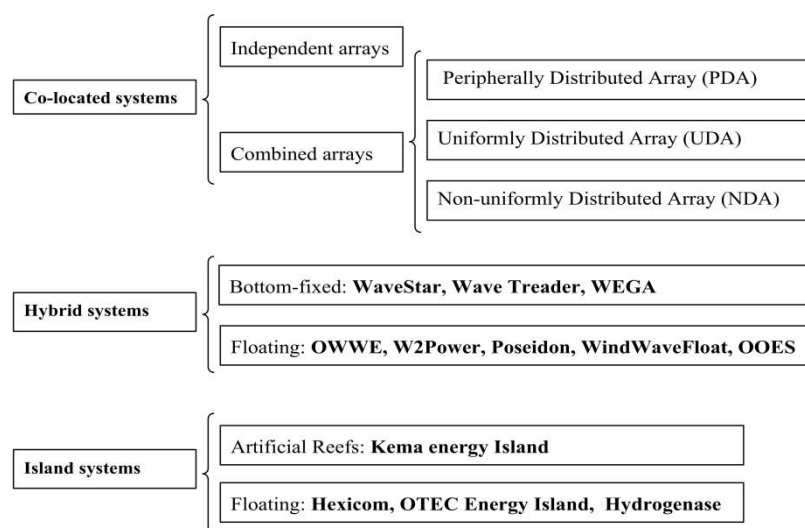 Co-located systems
Independent arrays
Combined arrays
Peripherally Distributed Array (PDA)
Uniformly Distributed Array (UDA)
Non-uniformly Distributed Array (NDA)
Hybrid systems
Bottom-fixed: WaveStar, Wave Treader, WEGA
Floating: OWWE, W2Power, Poseidon, WindWaveFloat, OOES
Island systems
Artificial Reefs: Kema energy Island
Floating: Hexicom, OTEC Energy Island, Hydrogenase